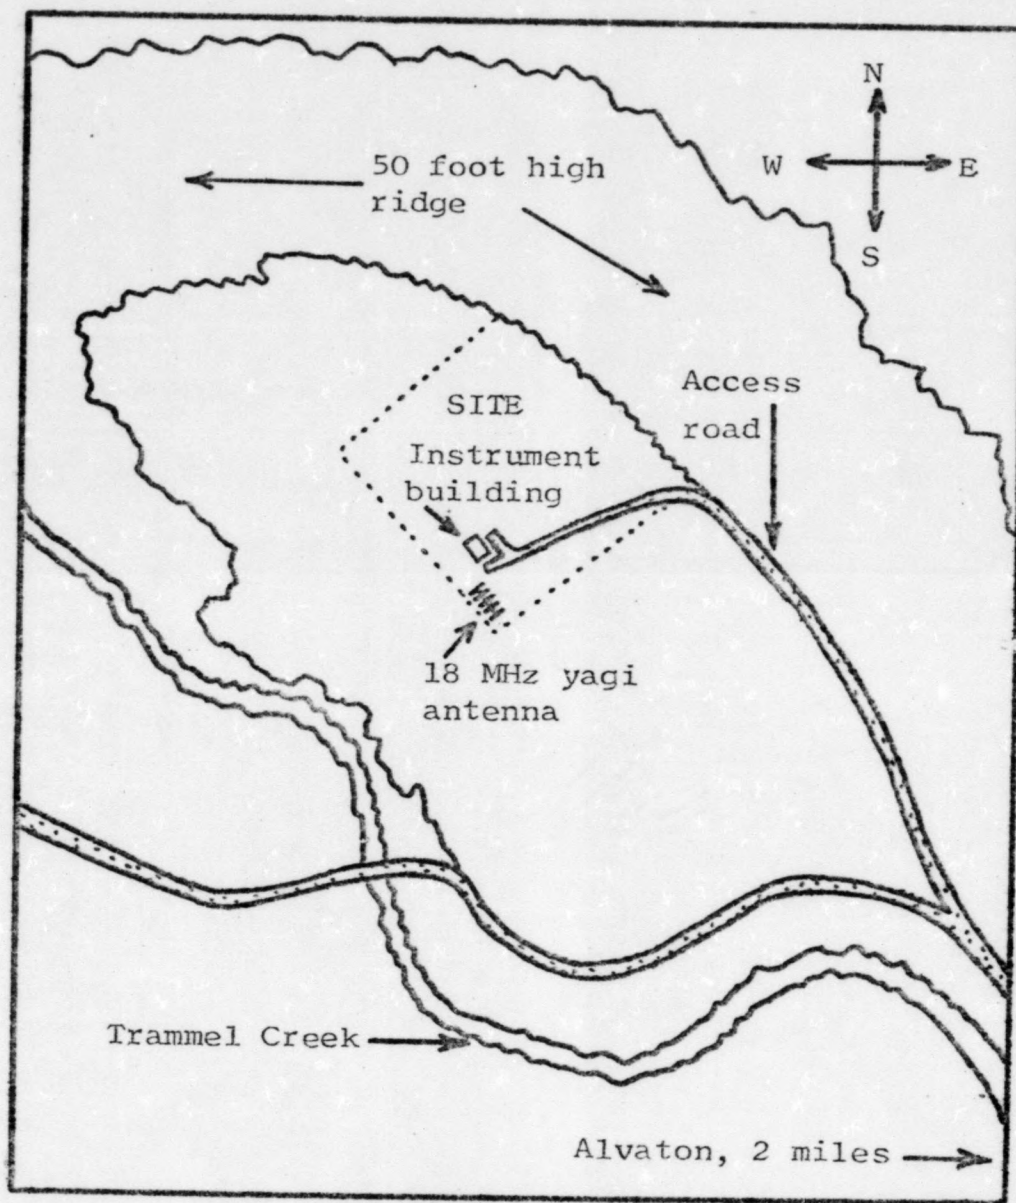 N
W E
S
50 foot high
ridge
Access
road
SITE
Instrument
building
18 MHz yagi
antenna
Trammel Creek
Alvaton, 2 miles